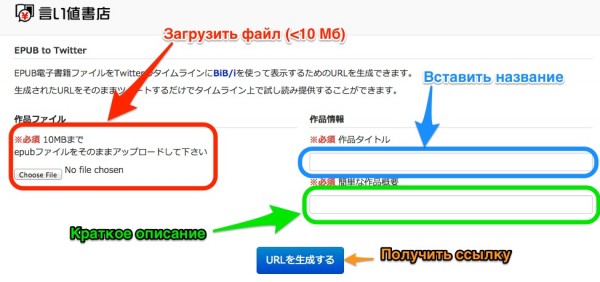 言い値書店
Загрузить файл (<10 Мб)
EPUB to Twitter
EPUB電子書籍ファイルをTwitterのタイムラインにBiB/iを使って表示するためのURLを生成できます。
Вставить название
生成されたURLをそのままツイートするだけでタイムライン上で試し読み提供することができます。
作品ファイル
※必須 10MBまで
epubファイルをそのままアップロードして下さい
Choose File No file chosen
作品情報
※必須 作品タイトル
※必須 簡単な作品概要
Краткое описание
URLを生成する
Получить ссылку